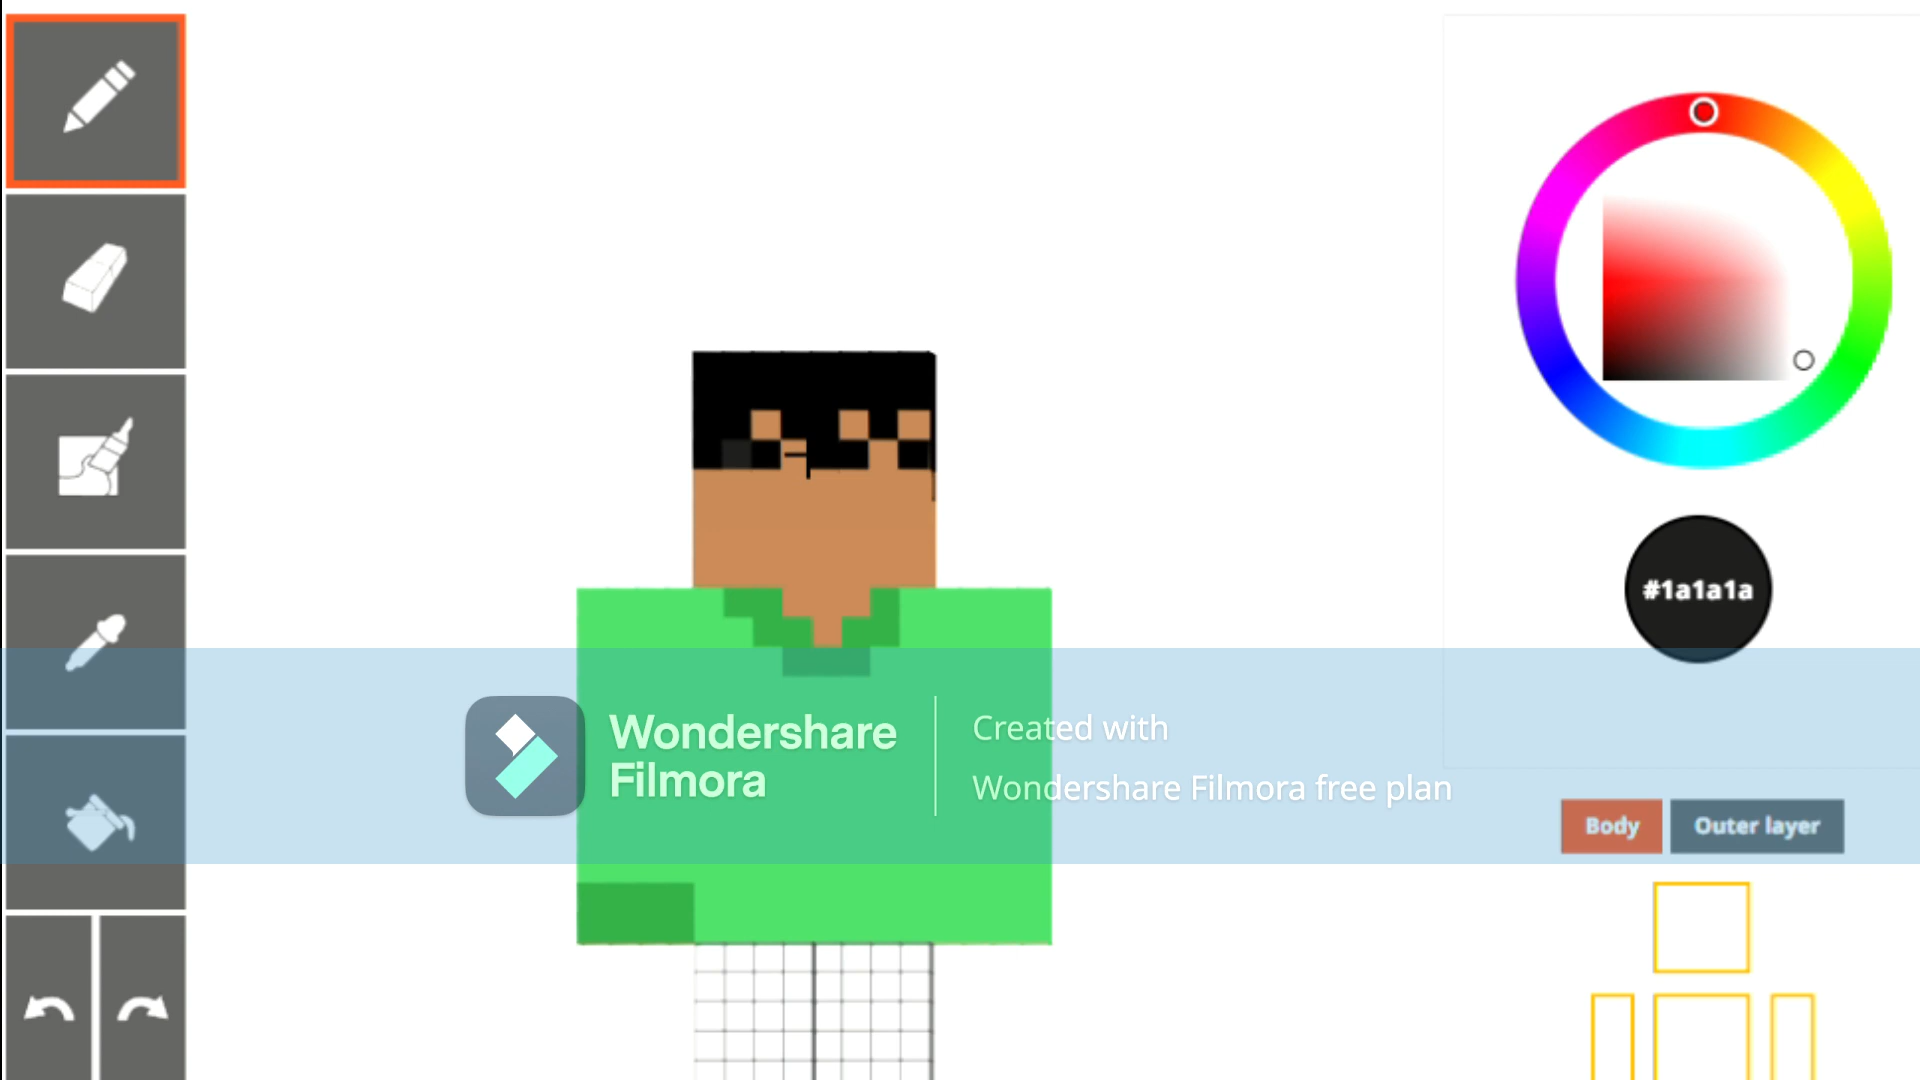 #1a1a1a
Wondershare
Filmora
Created with
Wondershare Filmora free plan
Body
Outer layer